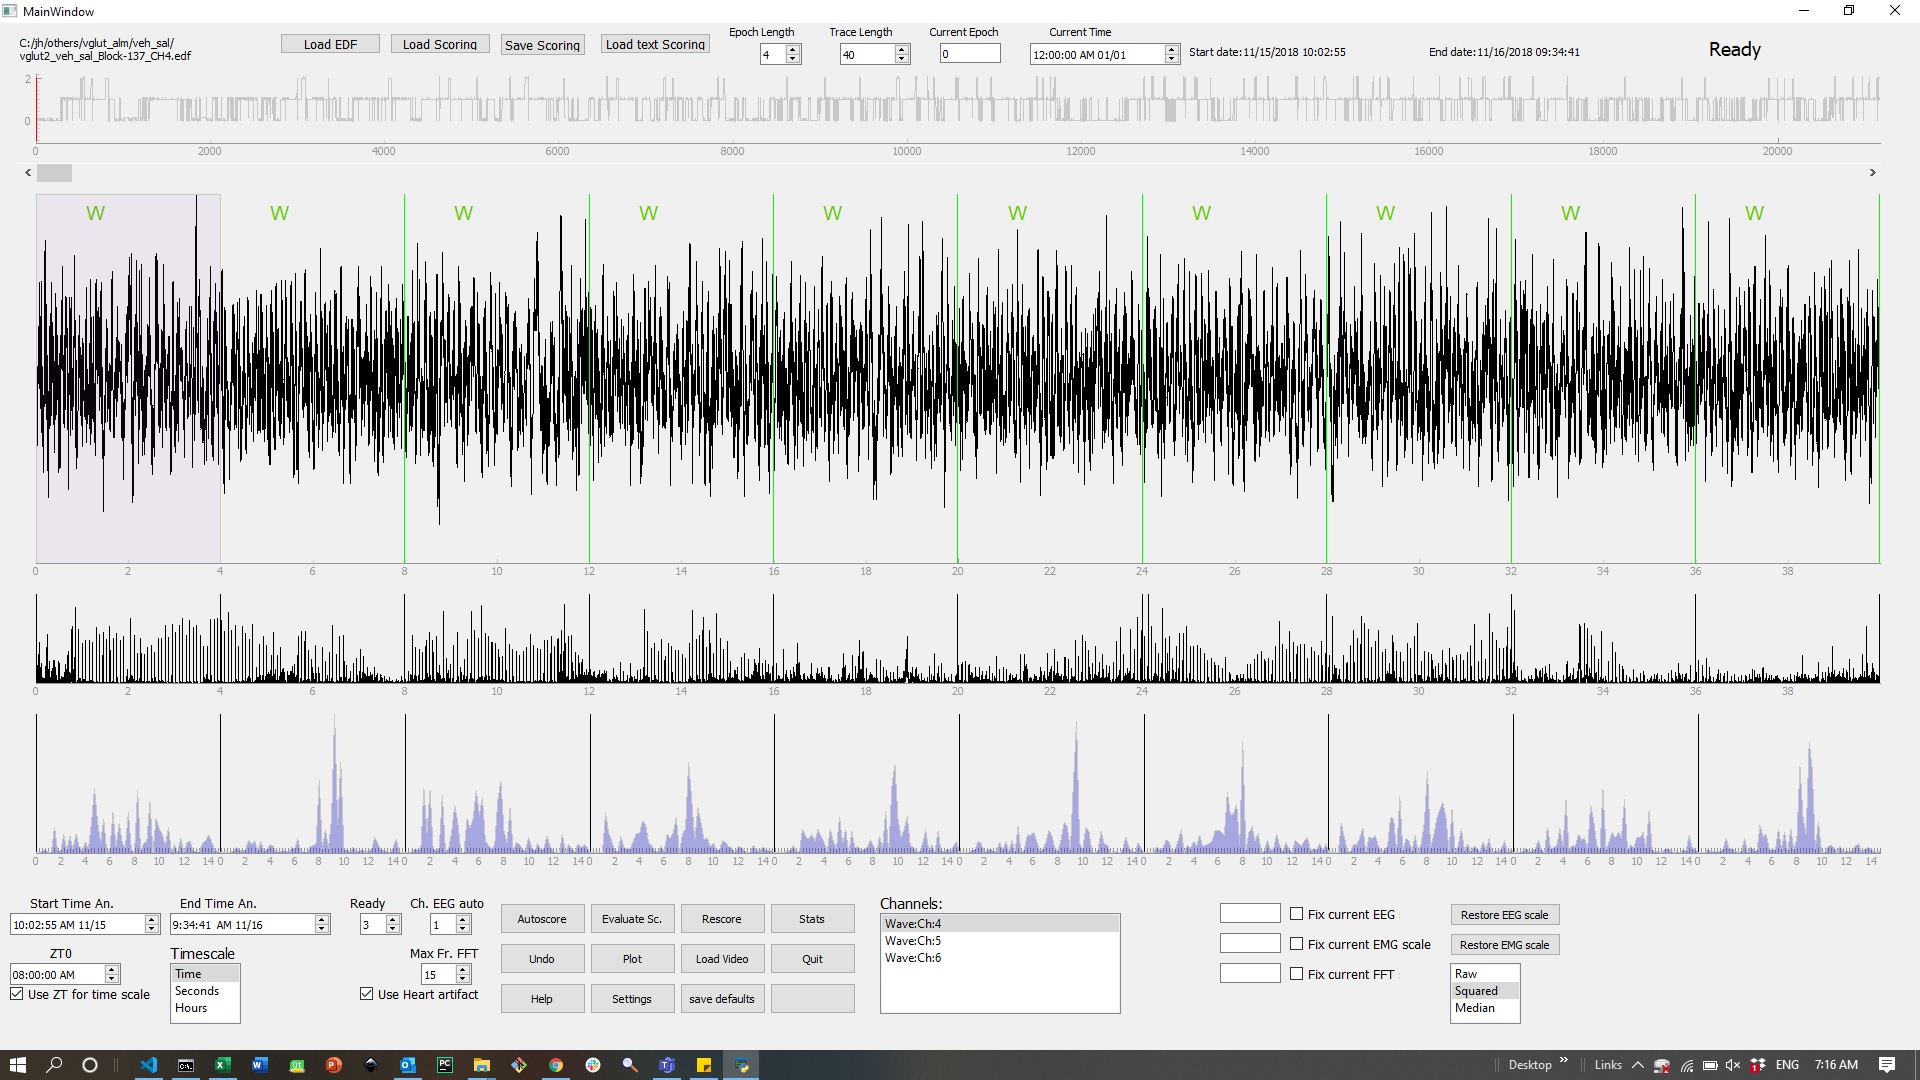 MainWindow
C:/jh/others/vglut_alm/veh_sal/
vglut2_veh_sal_Block-137_CH4.edf
Load EDF
Load Scoring
Save Scoring
Load text Scoring
Epoch Length
4
Trace Length
40
Current Epoch
0
Current Time
12:00:00 AM 01/01
Start date:11/15/2018 10:02:55
End date:11/16/2018 09:34:41
Ready
2
0
0 2000 4000 6000 8000 10000 12000 14000 16000 18000 20000
< >
W W W W W W W W W W
0 2 4 6 8 10 12 14 16 18 20 22 24 26 28 30 32 34 36 38
0 2 4 6 8 10 12 14 16 18 20 22 24 26 28 30 32 34 36 38
0 2 4 6 8 10 12 14 0 2 4 6 8 10 12 14 0 2 4 6 8 10 12 14 0 2 4 6 8 10 12 14 0 2 4 6 8 10 12 14 0 2 4 6 8 10 12 14 0 2 4 6 8 10 12 14 0 2 4 6 8 10 12 14 0 2 4 6 8 10 12 14 0 2 4 6 8 10 12 14
Start Time An.
10:02:55 AM 11/15
End Time An.
9:34:41 AM 11/16
Ready
3
Ch. EEG auto
1
ZT0
08:00:00 AM
Use ZT for time scale
Timescale
Time
Seconds
Hours
Max Fr. FFT
15
Use Heart artifact
Autoscore
Evaluate Sc.
Rescore
Stats
Undo
Plot
Load Video
Quit
Help
Settings
save defaults
Channels:
Wave:Ch:4
Wave:Ch:5
Wave:Ch:6
Fix current EEG
Fix current EMG scale
Fix current FFT
Restore EEG scale
Restore EMG scale
Raw
Squared
Median
Desktop
Links
ENG
7:16 AM